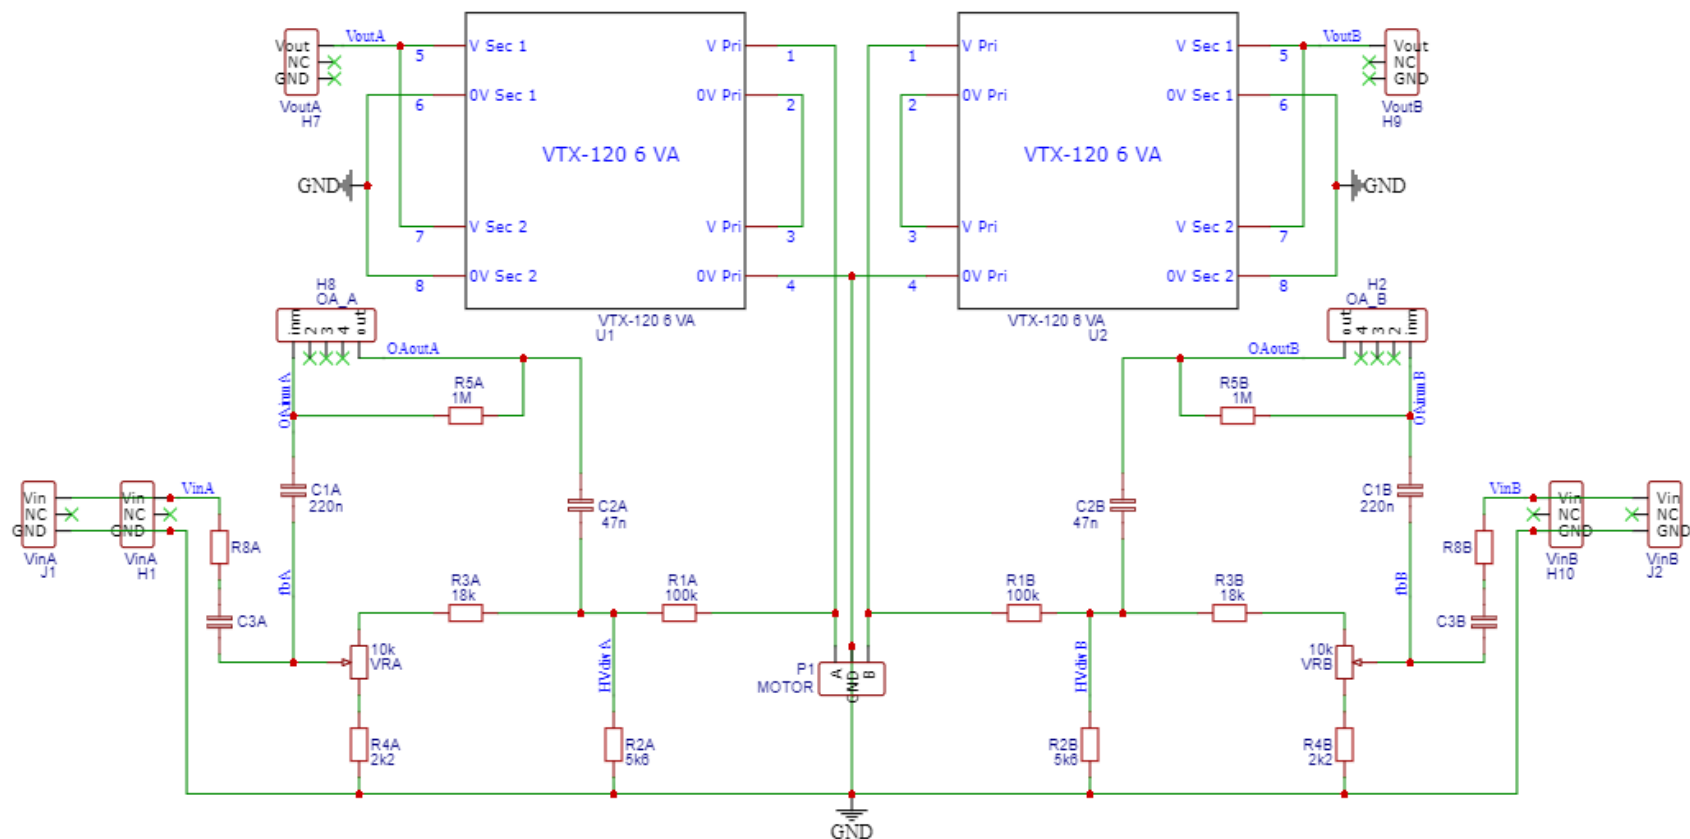 Vout
NC
GND
VoutA
H7
VoutA
5
6
7
8
V Sec 1
0V Sec 1
V Sec 2
0V Sec 2
VTX-120 6 VA
V Pri
0V Pri
V Pri
0V Pri
1
2
3
4
VTX-120 6 VA
U1
GND
1
2
3
4
V Pri
0V Pri
V Pri
0V Pri
VTX-120 6 VA
V Sec 1
0V Sec 1
V Sec 2
0V Sec 2
5
6
7
8
VTX-120 6 VA
U2
VoutB
Vout
NC
GND
VoutB
H9
GND
H8
OA_A
inm
2
3
4
out
OAoutA
OAinmA
R5A
1M
C1A
220n
C2A
47n
Vin
NC
GND
VinA
J1
Vin
NC
GND
VinA
H1
VinA
R8A
C3A
fbA
10k
VRA
R3A
18k
R1A
100k
HVdivA
R4A
2k2
R2A
5k6
P1
MOTOR
A
GND
B
GND
H2
OA_B
out
4
3
2
inm
OAoutB
OAinmB
R5B
1M
C1B
220n
C2B
47n
R1B
100k
R3B
18k
HVdivB
10k
VRB
R2B
5k6
R4B
2k2
fbB
VinB
R8B
C3B
Vin
NC
GND
VinB
H10
Vin
NC
GND
VinB
J2